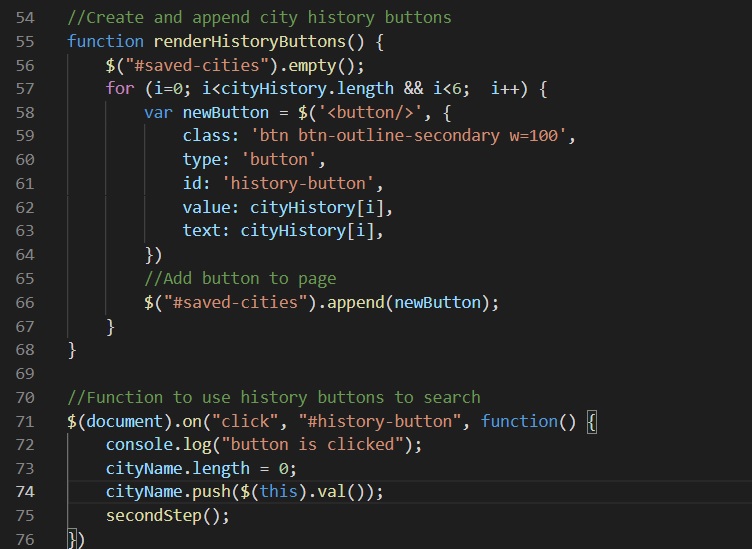 54 //Create and append city history buttons
55 function renderHistoryButtons() {
56 $("#saved-cities").empty();
57 for (i=0; i<cityHistory.length && i<6;  i++) {
58 var newButton = $('<button/>', {
59 class: 'btn btn-outline-secondary w=100',
60 type: 'button',
61 id: 'history-button',
62 value: cityHistory[i],
63 text: cityHistory[i],
64 })
65 //Add button to page
66 $("#saved-cities").append(newButton);
67 }
68 }
69
70 //Function to use history buttons to search
71 $(document).on("click", "#history-button", function() {
72 console.log("button is clicked");
73 cityName.length = 0;
74 cityName.push($(this).val());
75 secondStep();
76 })